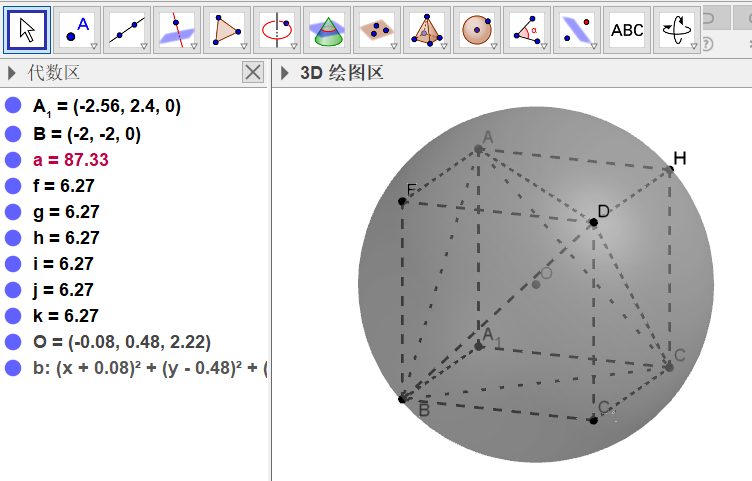 A
α
ABC
代数区
3D 绘图区
A₁ = (-2.56, 2.4, 0)
B = (-2, -2, 0)
a = 87.33
f = 6.27
g = 6.27
h = 6.27
i = 6.27
j = 6.27
k = 6.27
O = (-0.08, 0.48, 2.22)
b: (x + 0.08)² + (y - 0.48)² + (
A
H
F
D
O
A₁
C
B